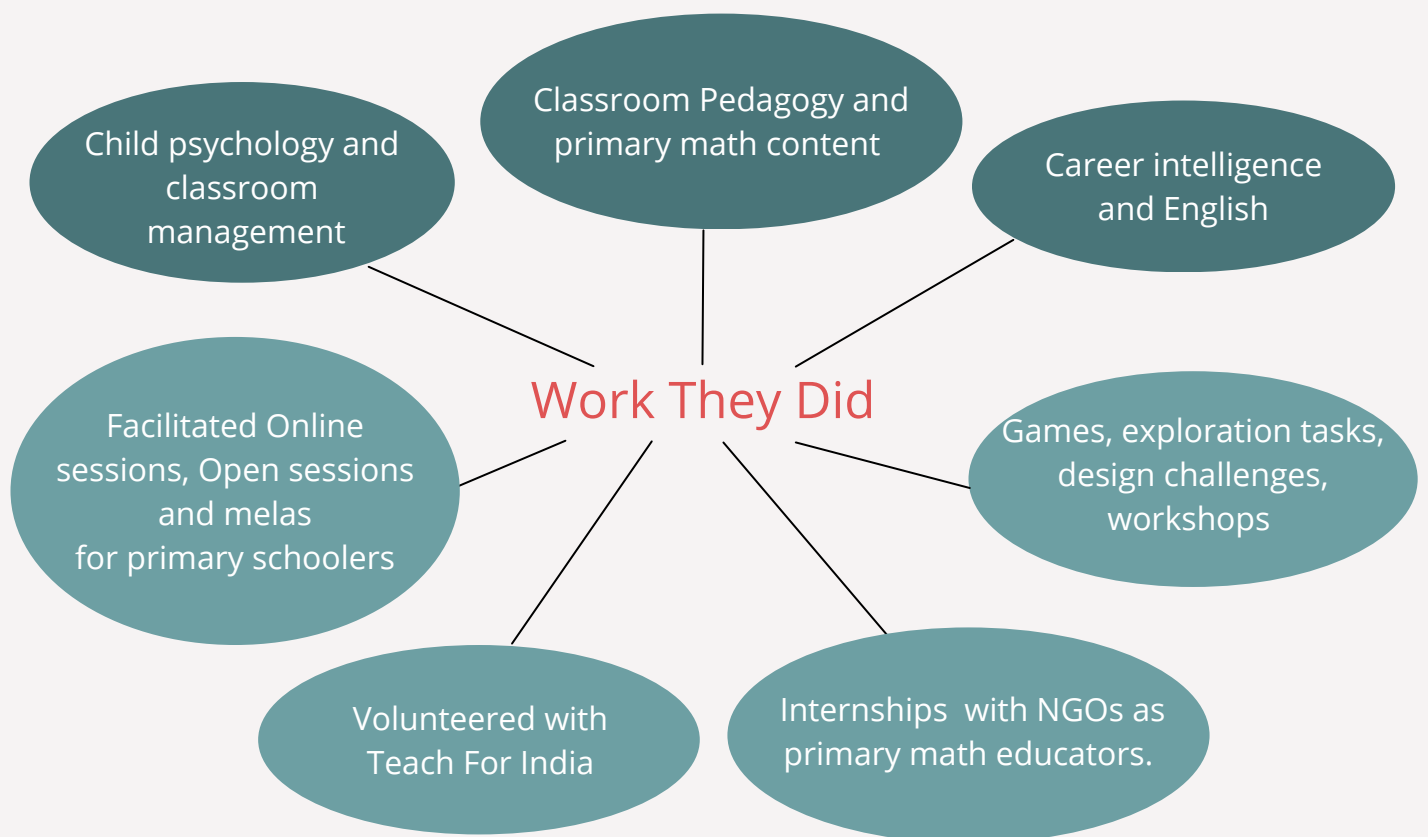 Classroom Pedagogy and
primary math content
Child psychology and
classroom
management
Career intelligence
and English
Work They Did
Facilitated Online
sessions, Open sessions
and melas
for primary schoolers
Games, exploration tasks,
design challenges,
workshops
Volunteered with
Teach For India
Internships  with NGOs as
primary math educators.